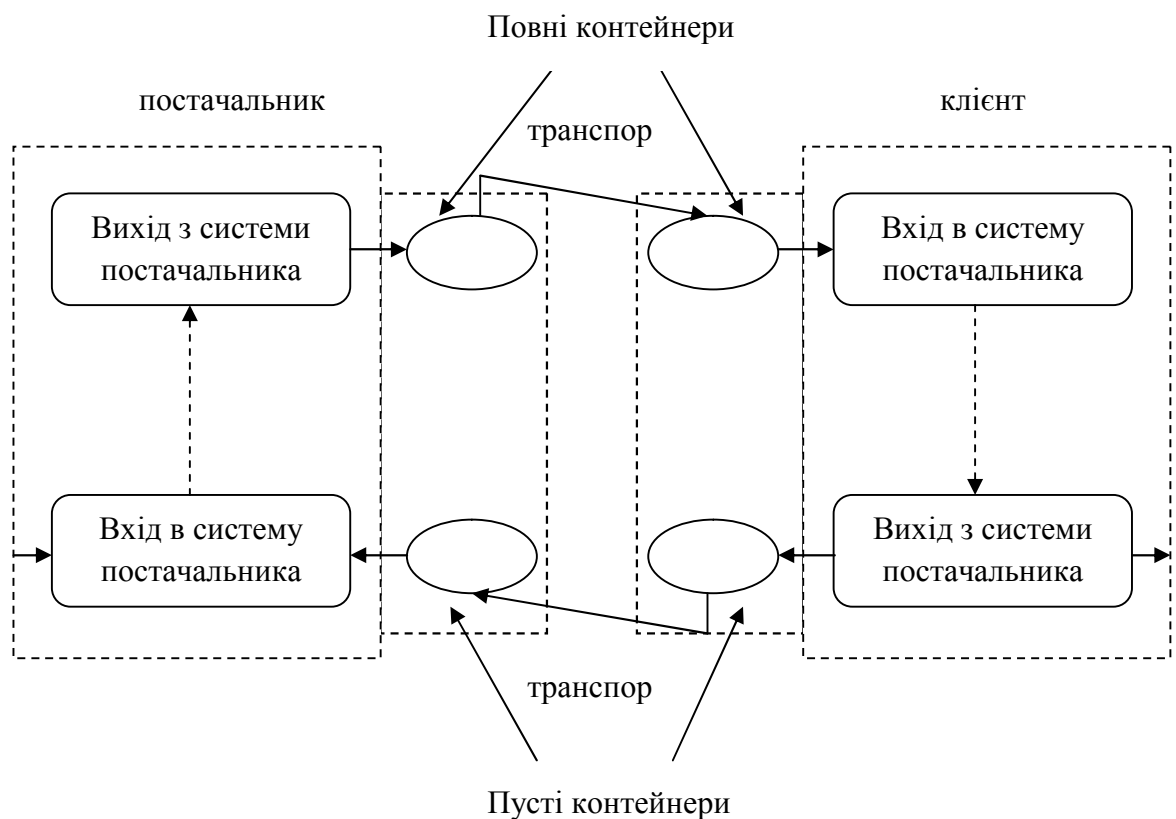 Повні контейнери
постачальник
клієнт
транспор
Вихід з системи
постачальника
Вхід в систему
постачальника
Вхід в систему
постачальника
Вихід з системи
постачальника
транспор
Пусті контейнери